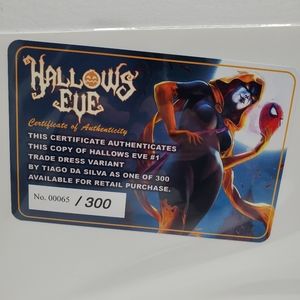 HALLOWS'
EVE
Certificate of Authenticity
THIS CERTIFICATE AUTHENTICATES
THIS COPY OF HALLOWS EVE #1
TRADE DRESS VARIANT
BY TIAGO DA SILVA AS ONE OF 300
AVAILABLE FOR RETAIL PURCHASE.
No. 00065 / 300